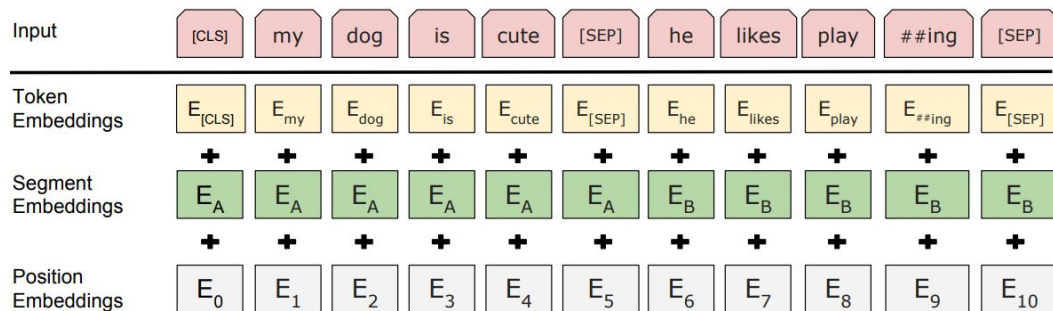 Input [CLS] my dog is cute [SEP] he likes play ##ing [SEP]
Token Embeddings E[CLS] Emy Edog Eis Ecute E[SEP] Ehe Elikes Eplay E##ing E[SEP]
+ + + + + + + + + + +
Segment Embeddings EA EA EA EA EA EA EB EB EB EB EB
+ + + + + + + + + + +
Position Embeddings E0 E1 E2 E3 E4 E5 E6 E7 E8 E9 E10